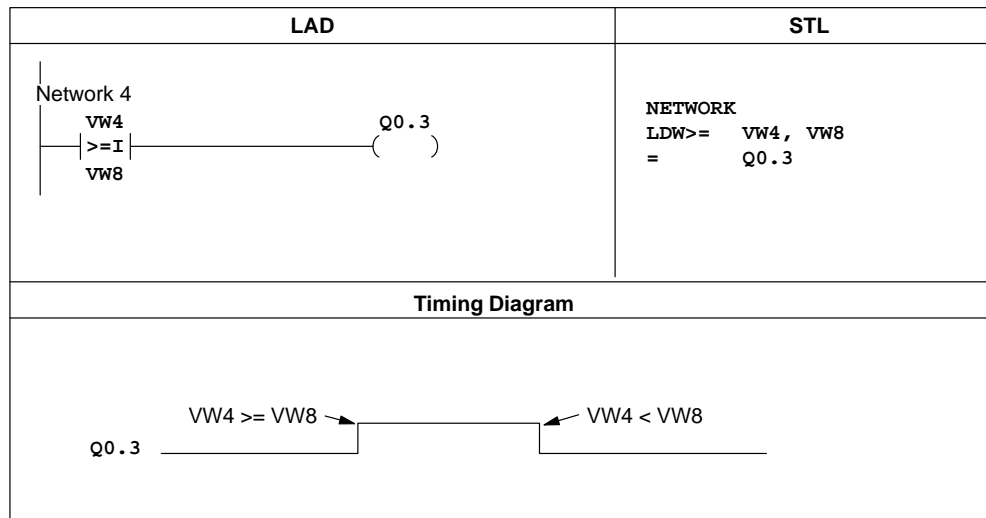 LAD
STL
Network 4
VW4
>=I
VW8
Q0.3
NETWORK
LDW>= VW4, VW8
= Q0.3
Timing Diagram
VW4 >= VW8
VW4 < VW8
Q0.3